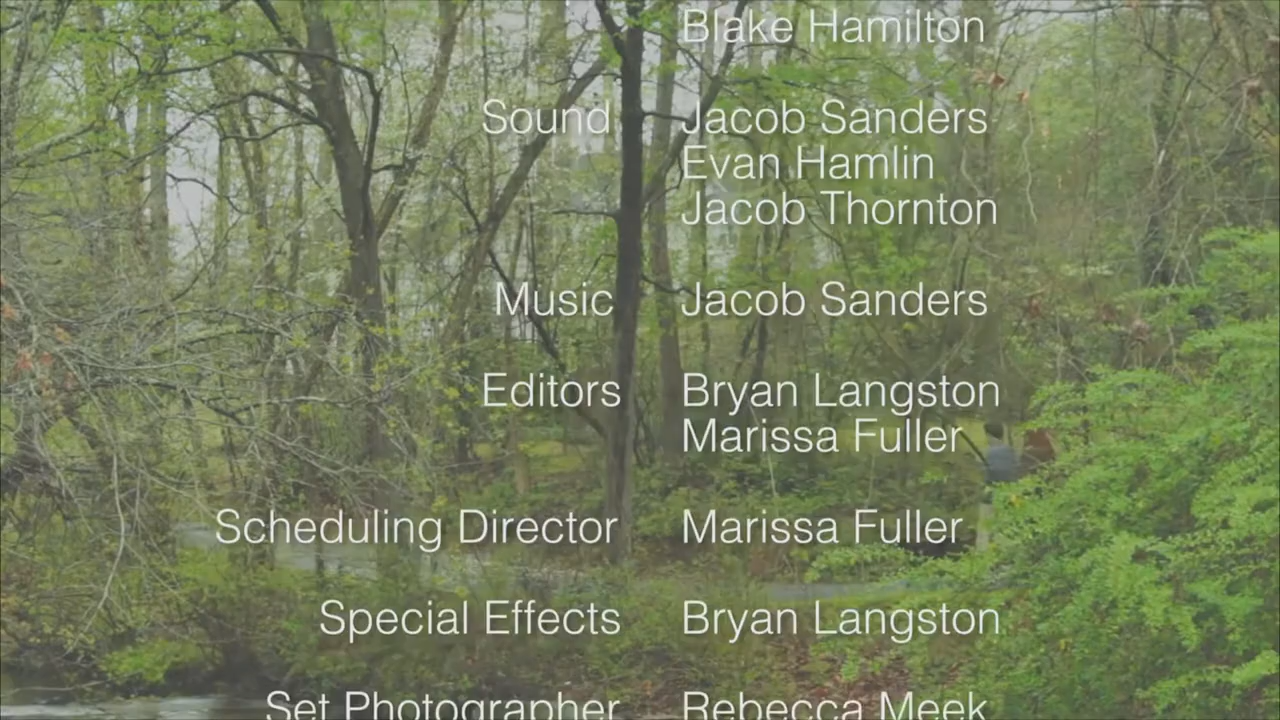 Blake Hamilton
Sound Jacob Sanders
Evan Hamlin
Jacob Thornton
Music Jacob Sanders
Editors Bryan Langston
Marissa Fuller
Scheduling Director Marissa Fuller
Special Effects Bryan Langston
Set Photographer Rebecca Meek